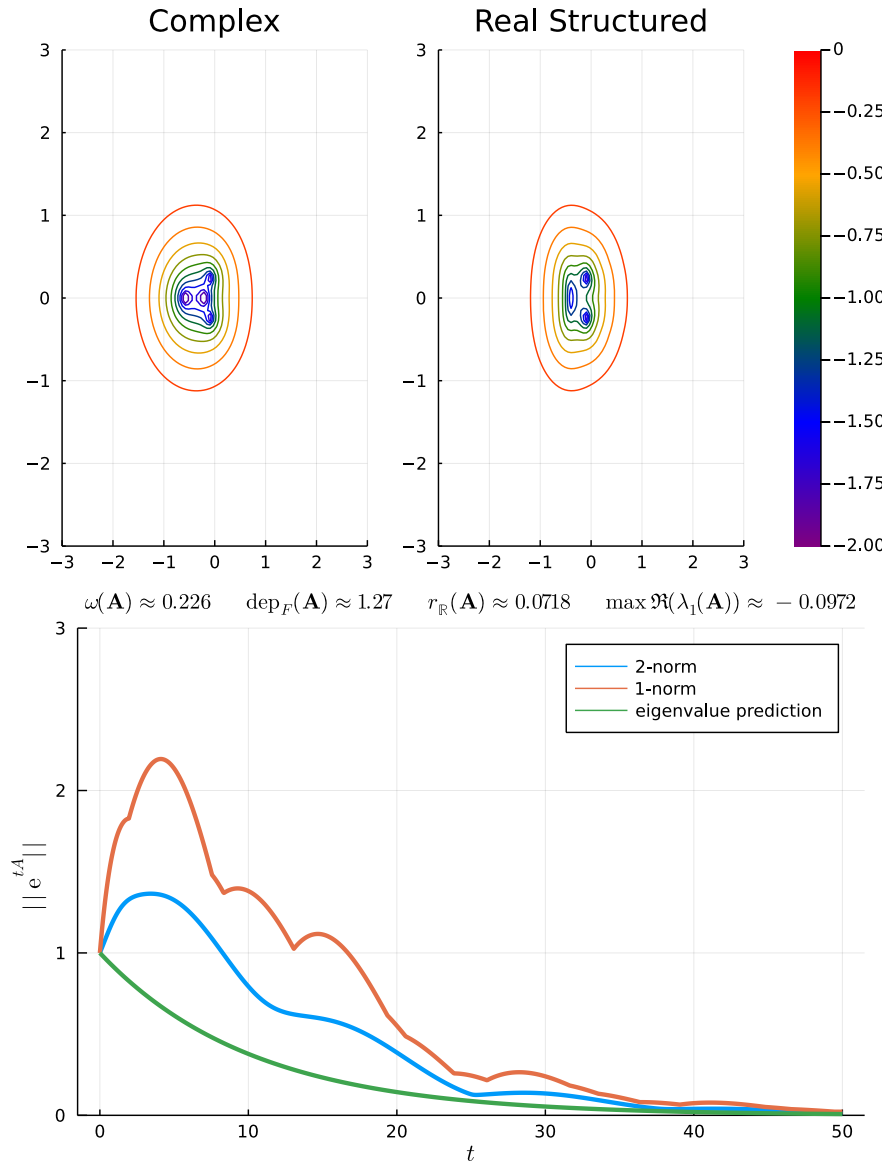 Complex Real Structured
3 3 0
2 2 −0.25
1 1 −0.50
0 0 −0.75
−1 −1 −1.00
−2 −2 −1.25
−3 −3 −1.50
−1.75
−2.00
−3 −2 −1 0 1 2 3 −3 −2 −1 0 1 2 3
ω(𝐀) ≈ 0.226 dep_F(𝐀) ≈ 1.27 r_ℝ(𝐀) ≈ 0.0718 max ℜ(λ₁(𝐀)) ≈ − 0.0972
3
2-norm
1-norm
eigenvalue prediction
2
|| e^{tA} ||
1
0
0 10 20 30 40 50
t